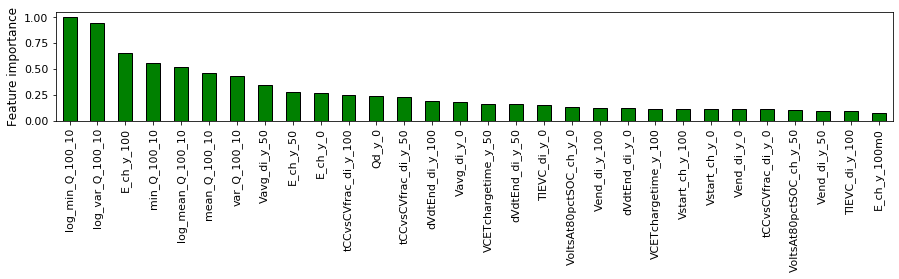 Feature importance
1.00
0.75
0.50
0.25
0.00
log_min_Q_100_10
log_var_Q_100_10
E_ch_y_100
min_Q_100_10
log_mean_Q_100_10
mean_Q_100_10
var_Q_100_10
Vavg_di_y_50
E_ch_y_50
E_ch_y_0
tCCvsCVfrac_di_y_100
Qd_y_0
tCCvsCVfrac_di_y_50
dVdtEnd_di_y_100
Vavg_di_y_0
VCETchargetime_y_50
dVdtEnd_di_y_50
TIEVC_di_y_0
VoltsAt80pctSOC_ch_y_0
Vend_di_y_100
dVdtEnd_di_y_0
VCETchargetime_y_100
Vstart_ch_y_100
Vstart_ch_y_0
Vend_di_y_0
tCCvsCVfrac_di_y_0
VoltsAt80pctSOC_ch_y_50
Vend_di_y_50
TIEVC_di_y_100
E_ch_y_100m0